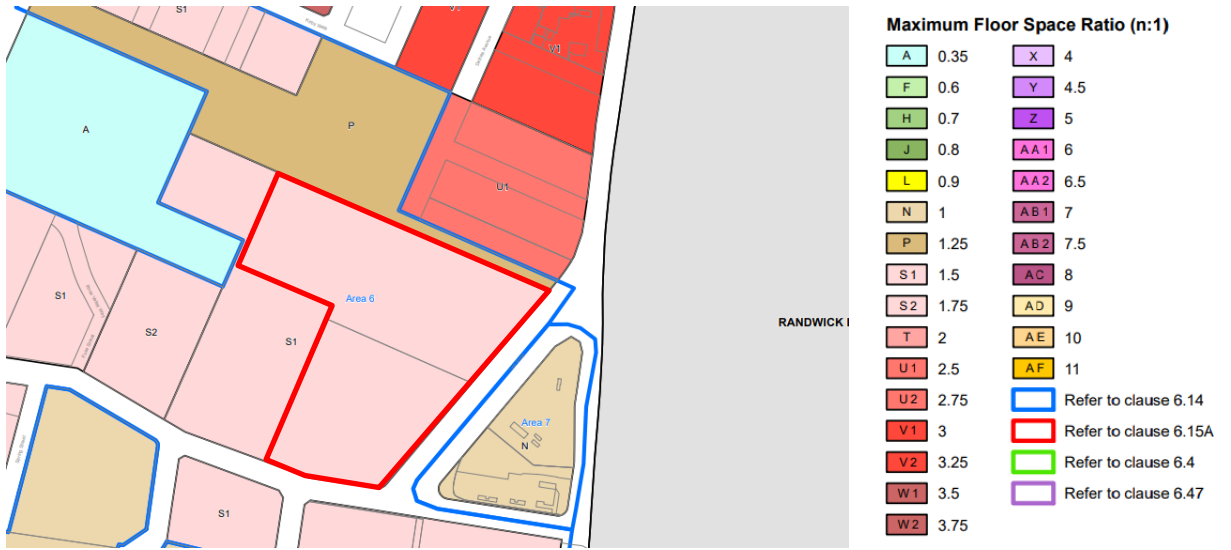 S1
V1
V1
A
P
U1
S1
Area 6
S2
S1
RANDWICK
Area 7
N
S1
Maximum Floor Space Ratio (n:1)
A 0.35
F 0.6
H 0.7
J 0.8
L 0.9
N 1
P 1.25
S1 1.5
S2 1.75
T 2
U1 2.5
U2 2.75
V1 3
V2 3.25
W1 3.5
W2 3.75
X 4
Y 4.5
Z 5
AA1 6
AA2 6.5
AB1 7
AB2 7.5
AC 8
AD 9
AE 10
AF 11
Refer to clause 6.14
Refer to clause 6.15A
Refer to clause 6.4
Refer to clause 6.47